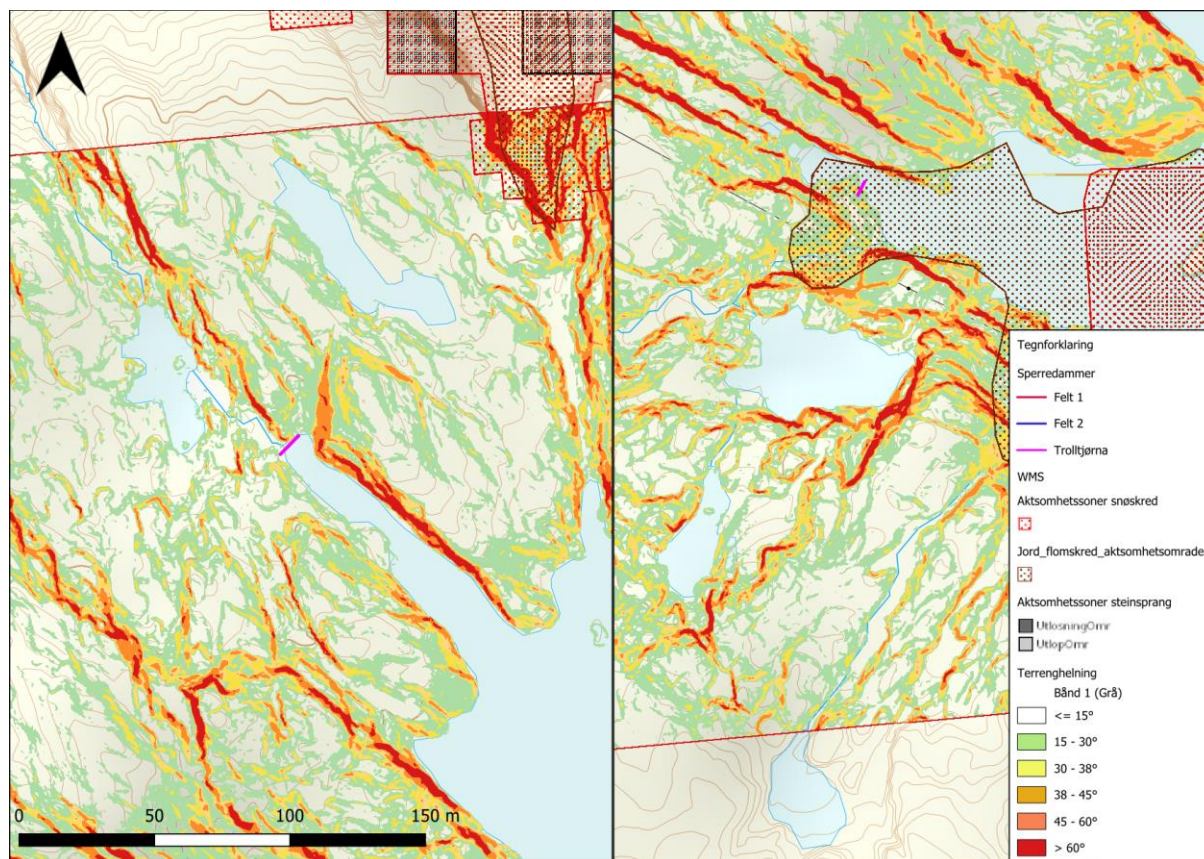 Tegnforklaring
Sperredammer
Felt 1
Felt 2
Trolltjørna
WMS
Aktsomhetssoner snøskred
Jord_flomskred_aktsomhetsomrade
Aktsomhetssoner steinsprang
UtlosningOmr
UtlopOmr
Terrenghelning
Bånd 1 (Grå)
<= 15°
15 - 30°
30 - 38°
38 - 45°
45 - 60°
> 60°
0 50 100 150 m